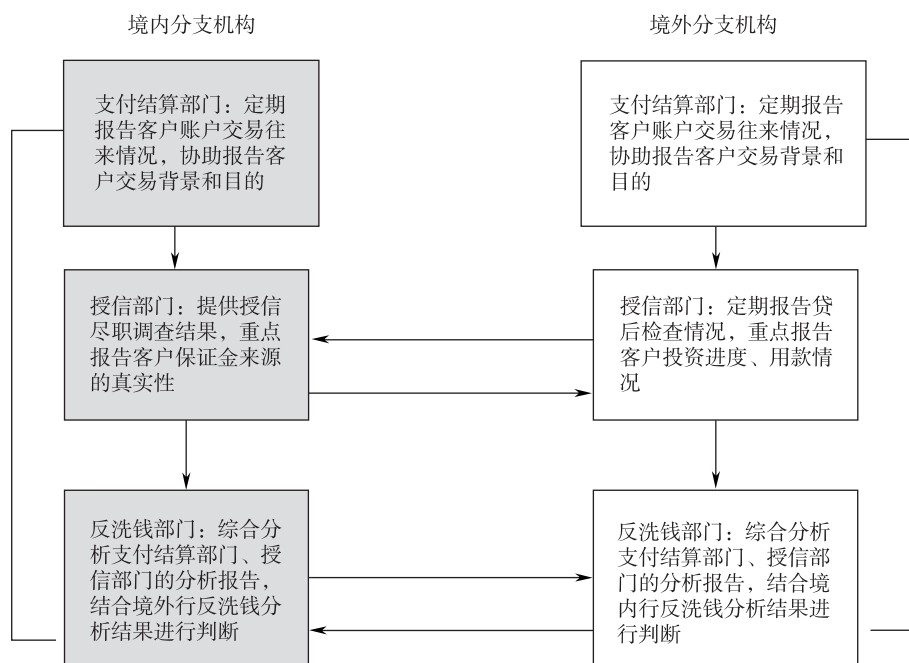 境内分支机构
境外分支机构
支付结算部门：定期
报告客户账户交易往
来情况，协助报告客
户交易背景和目的
支付结算部门：定期报告
客户账户交易往来情况，
协助报告客户交易背景和
目的
授信部门：提供授信
尽职调查结果，重点
报告客户保证金来源
的真实性
授信部门：定期报告贷
后检查情况，重点报告
客户投资进度、用款情
况
反洗钱部门：综合分
析支付结算部门、授
信部门的分析报告，
结合境外行反洗钱分
析结果进行判断
反洗钱部门：综合分析
支付结算部门、授信部
门的分析报告，结合境
内行反洗钱分析结果进
行判断